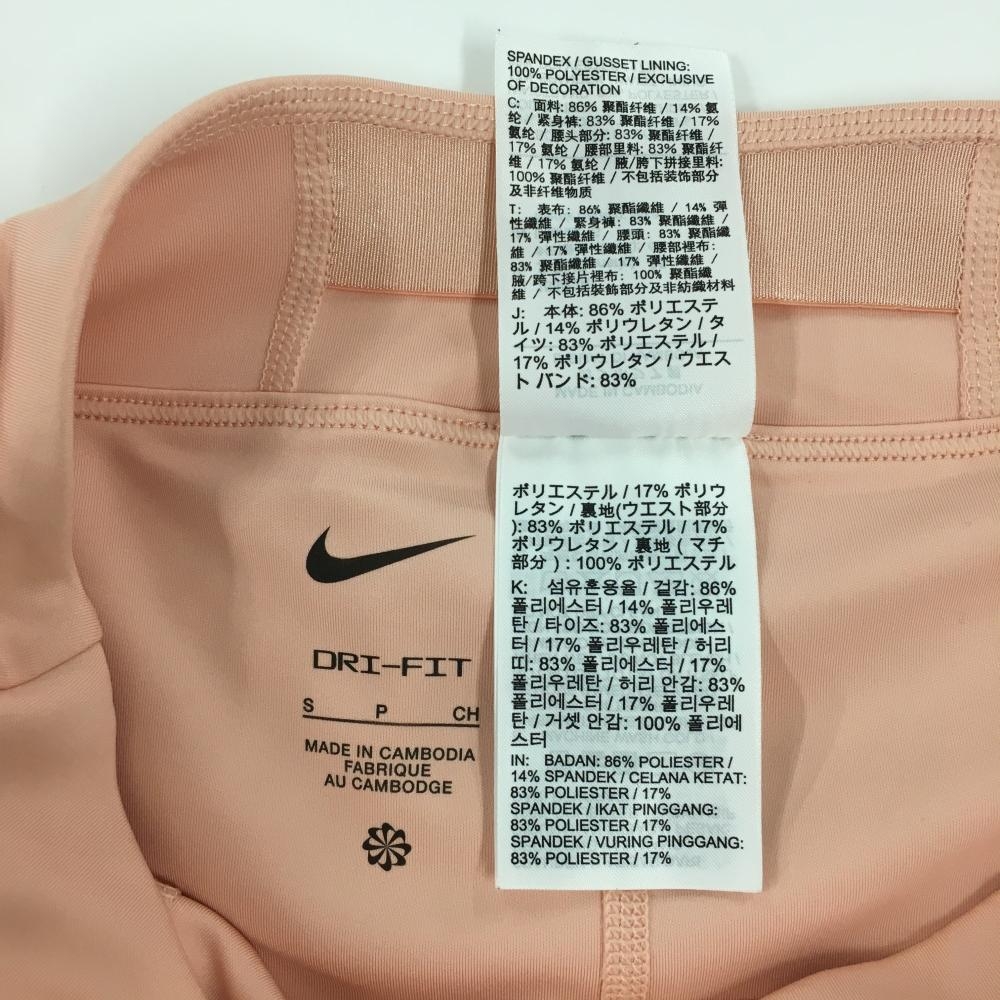 SPANDEX / GUSSET LINING:
100% POLYESTER / EXCLUSIVE
OF DECORATION
C: 面料: 86% 聚酯纤维 / 14% 氨
纶 / 紧身裤: 83% 聚酯纤维 / 17%
氨纶 / 腰头部分: 83% 聚酯纤维 /
17% 氨纶 / 腰部里料: 83% 聚酯纤
维 / 17% 氨纶 / 腋/胯下拼接里料:
100% 聚酯纤维 / 不包括装饰部分
及非纤维物质
T: 表布: 86% 聚酯纖維 / 14% 彈
性纖維 / 緊身褲: 83% 聚酯纖維 /
17% 彈性纖維 / 腰頭: 83% 聚酯纖
維 / 17% 彈性纖維 / 腰部裡布:
83% 聚酯纖維 / 17% 彈性纖維 /
腋/跨下接片裡布: 100% 聚酯纖
維 / 不包括裝飾部分及非紡織材料
J: 本体: 86% ポリエステ
ル / 14% ポリウレタン / タ
イツ: 83% ポリエステル /
17% ポリウレタン / ウエス
ト バンド: 83%
MADE IN CAMBODIA
ポリエステル / 17% ポリウ
レタン / 裏地(ウエスト部分
): 83% ポリエステル / 17%
ポリウレタン / 裏地 ( マチ
部分 ) : 100% ポリエステル
K: 섬유혼용율 / 겉감: 86%
폴리에스터 / 14% 폴리우레
탄 / 타이즈: 83% 폴리에스
터 / 17% 폴리우레탄 / 허리
띠: 83% 폴리에스터 / 17%
폴리우레탄 / 허리 안감: 83%
폴리에스터 / 17% 폴리우레
탄 / 거셋 안감: 100% 폴리에
스터
IN: BADAN: 86% POLIESTER /
14% SPANDEK / CELANA KETAT:
83% POLIESTER / 17%
SPANDEK / IKAT PINGGANG:
83% POLIESTER / 17%
SPANDEK / VURING PINGGANG:
83% POLIESTER / 17%
DRI-FIT
S P CH
MADE IN CAMBODIA
FABRIQUE
AU CAMBODGE